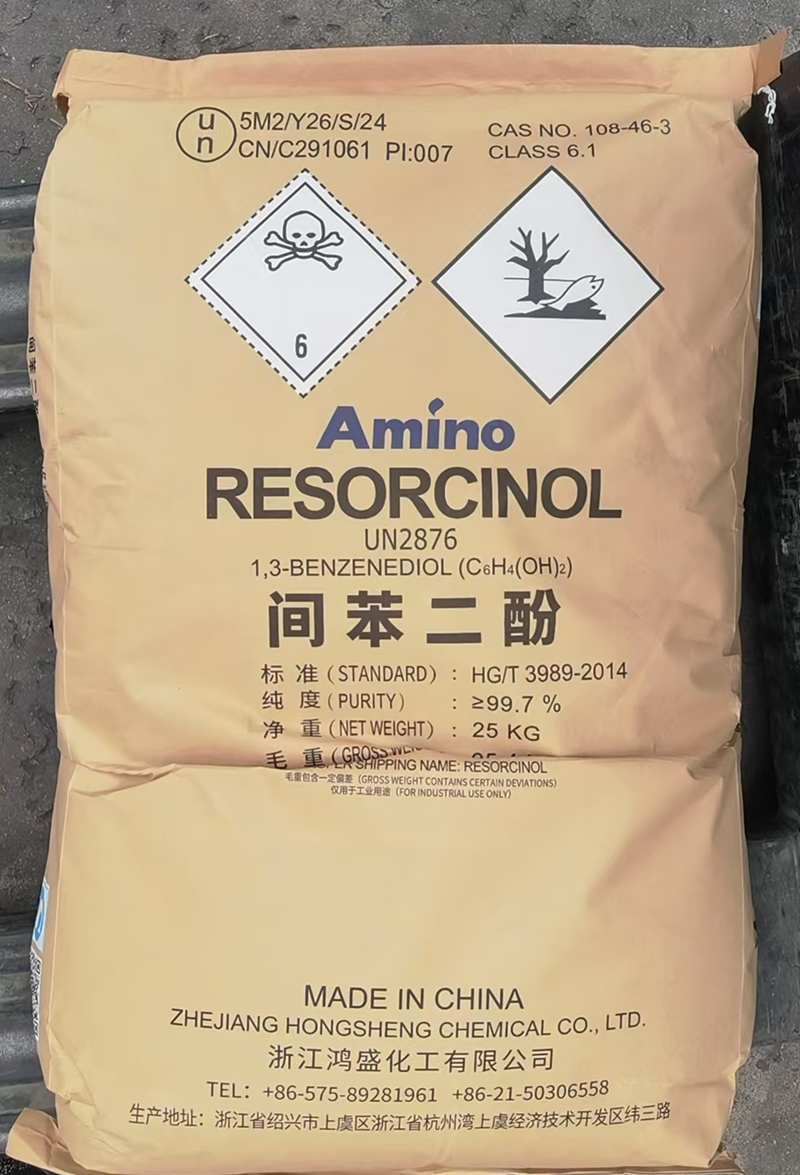 un
5M2/Y26/S/24
CN/C291061 PI:007
CAS NO. 108-46-3
CLASS 6.1
6
Amino
RESORCINOL
UN2876
1,3-BENZENEDIOL (C₆H₄(OH)₂)
间苯二酚
标 准 (STANDARD) : HG/T 3989-2014
纯 度 (PURITY) : ≥99.7 %
净 重 (NET WEIGHT) : 25 KG
毛 重 (GROSS
SHIPPING NAME: RESORCINOL
毛重包含一定偏差 (GROSS WEIGHT CONTAINS CERTAIN DEVIATIONS)
仅用于工业用途 (FOR INDUSTRIAL USE ONLY)
MADE IN CHINA
ZHEJIANG HONGSHENG CHEMICAL CO., LTD.
浙江鸿盛化工有限公司
TEL: +86-575-89281961 +86-21-50306558
生产地址: 浙江省绍兴市上虞区浙江省杭州湾上虞经济技术开发区纬三路